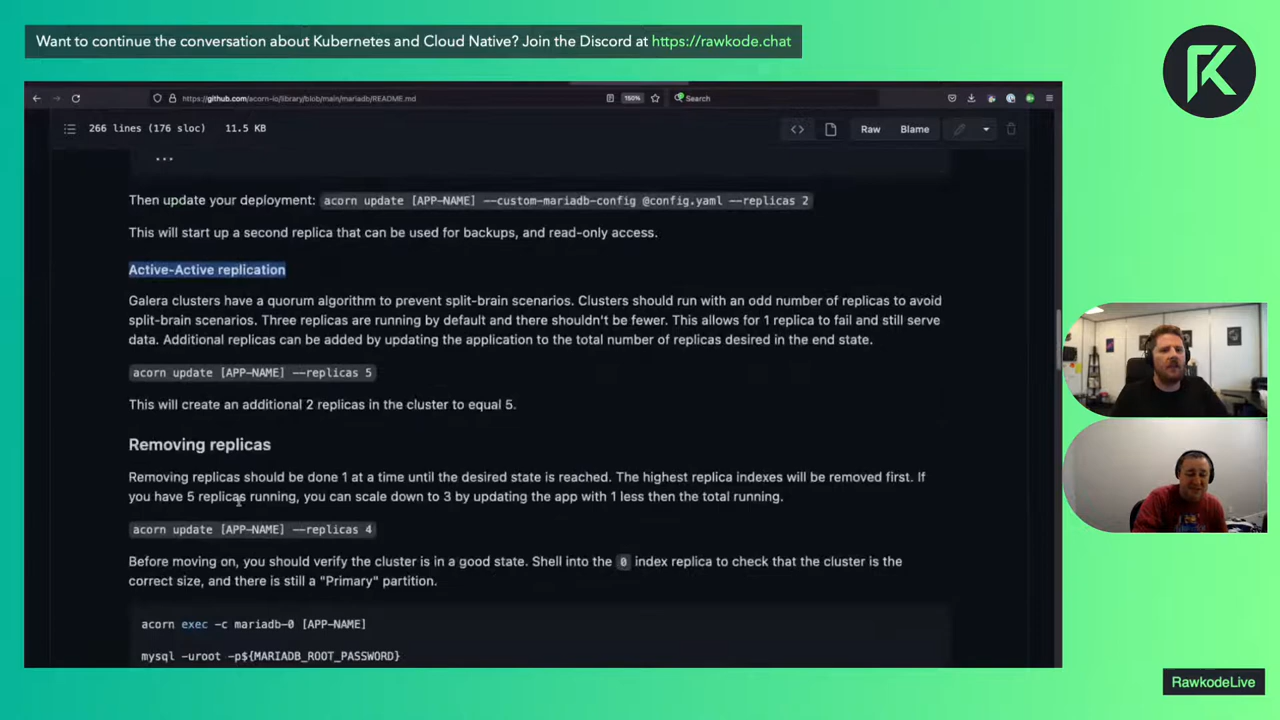 Want to continue the conversation about Kubernetes and Cloud Native? Join the Discord at https://rawkode.chat
https://github.com/acorn-io/library/blob/main/mariadb/README.md
150%
Search
266 lines (176 sloc) 11.5 KB
Raw
Blame
...
Then update your deployment: acorn update [APP-NAME] --custom-mariadb-config @config.yaml --replicas 2
This will start up a second replica that can be used for backups, and read-only access.
Active-Active replication
Galera clusters have a quorum algorithm to prevent split-brain scenarios. Clusters should run with an odd number of replicas to avoid
split-brain scenarios. Three replicas are running by default and there shouldn't be fewer. This allows for 1 replica to fail and still serve
data. Additional replicas can be added by updating the application to the total number of replicas desired in the end state.
acorn update [APP-NAME] --replicas 5
This will create an additional 2 replicas in the cluster to equal 5.
Removing replicas
Removing replicas should be done 1 at a time until the desired state is reached. The highest replica indexes will be removed first. If
you have 5 replicas running, you can scale down to 3 by updating the app with 1 less then the total running.
acorn update [APP-NAME] --replicas 4
Before moving on, you should verify the cluster is in a good state. Shell into the 0 index replica to check that the cluster is the
correct size, and there is still a "Primary" partition.
acorn exec -c mariadb-0 [APP-NAME]
mysql -uroot -p${MARIADB_ROOT_PASSWORD}
RawkodeLive